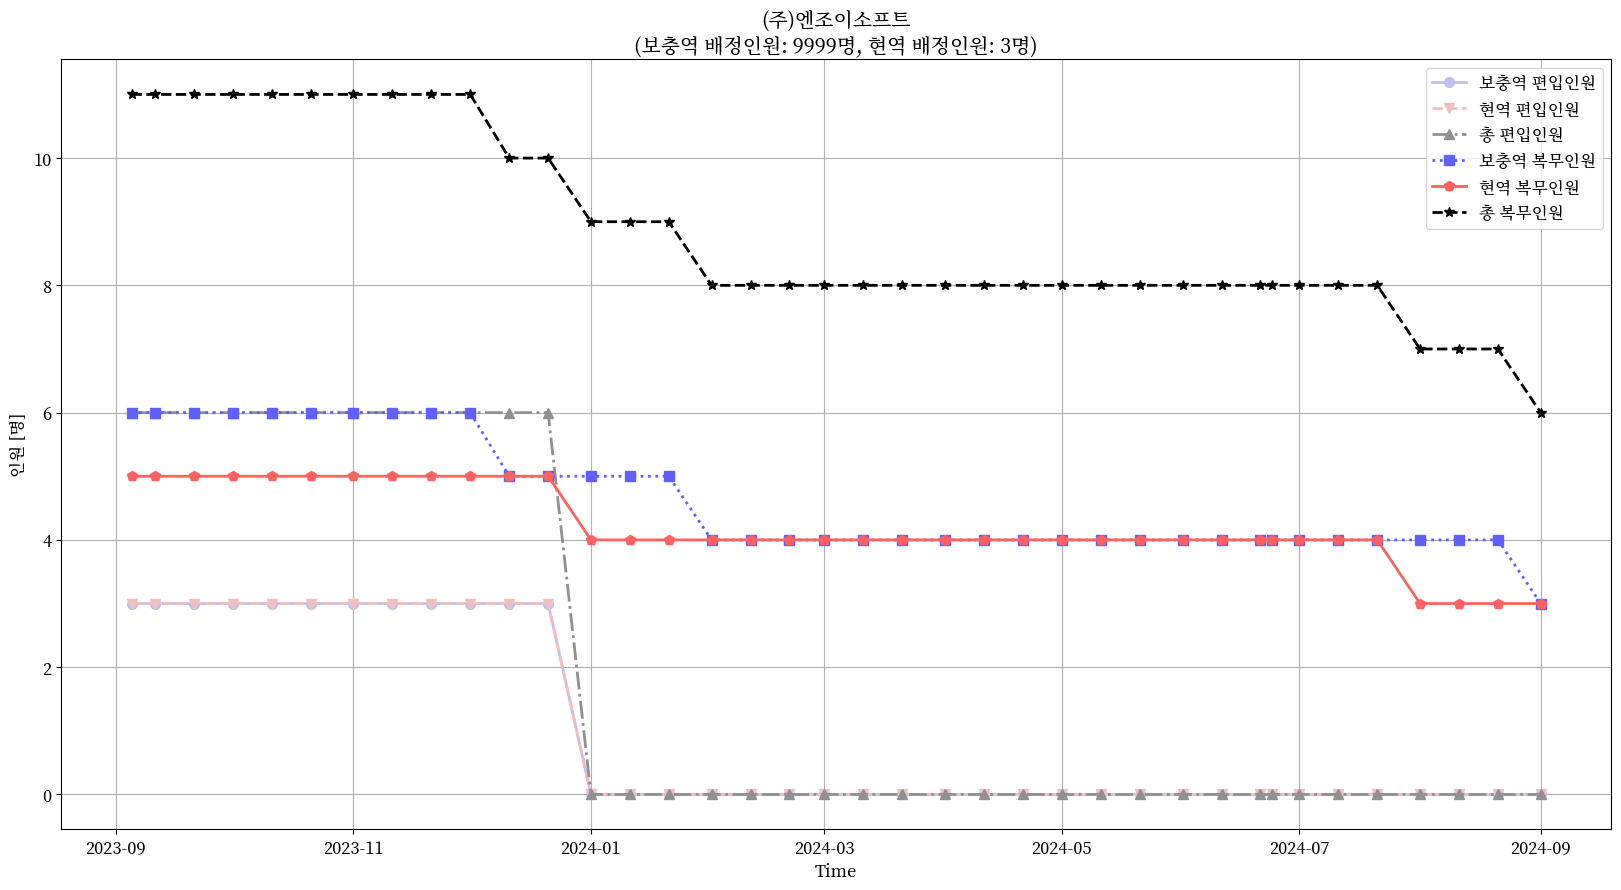 (주)엔조이소프트
(보충역 배정인원: 9999명, 현역 배정인원: 3명)
보충역 편입인원
현역 편입인원
총 편입인원
보충역 복무인원
현역 복무인원
총 복무인원
인원 [명]
10
8
6
4
2
0
2023-09
2023-11
2024-01
2024-03
2024-05
2024-07
2024-09
Time